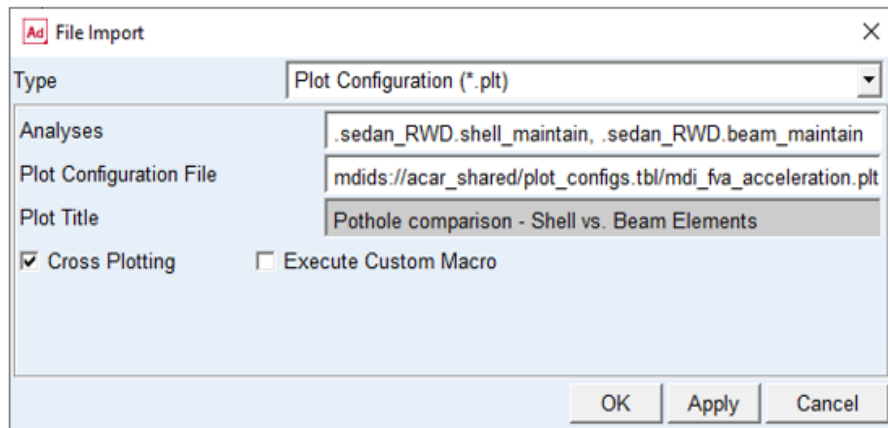 Ad File Import
Type Plot Configuration (*.plt)
Analyses .sedan_RWD.shell_maintain, .sedan_RWD.beam_maintain
Plot Configuration File mdids://acar_shared/plot_configs.tbl/mdi_fva_acceleration.plt
Plot Title Pothole comparison - Shell vs. Beam Elements
Cross Plotting Execute Custom Macro
OK Apply Cancel